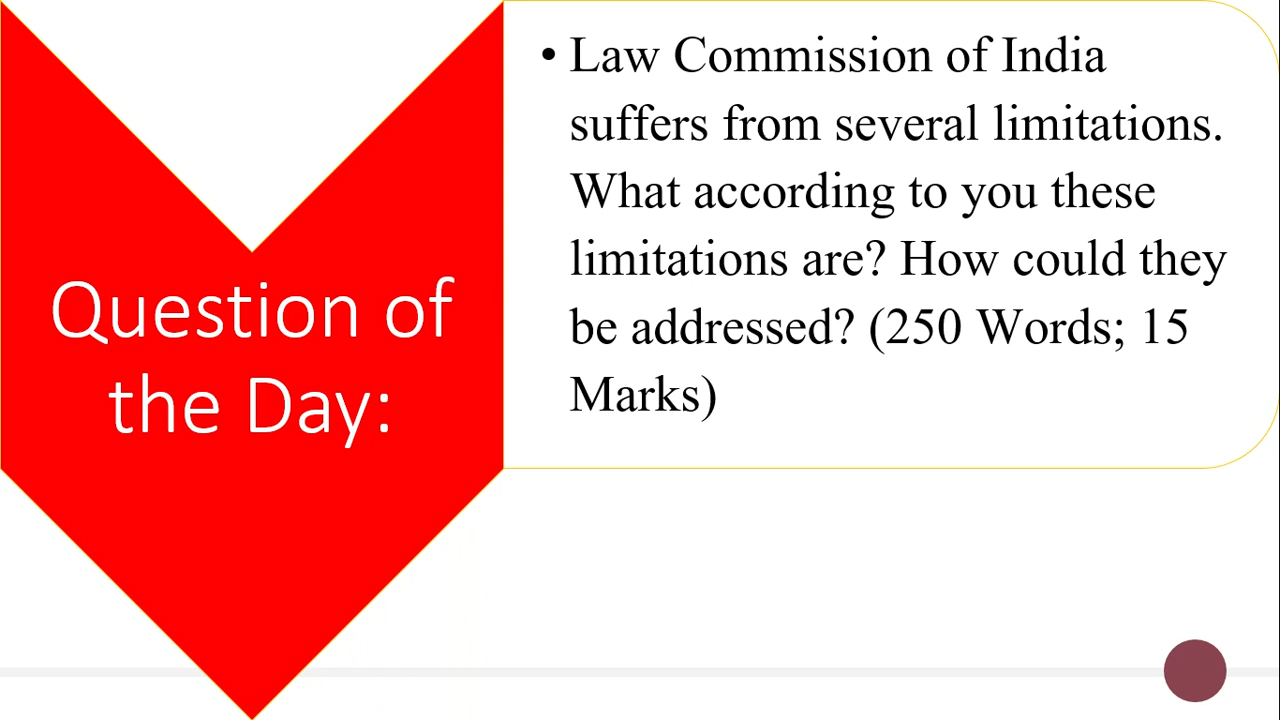 Question of
the Day:
• Law Commission of India
suffers from several limitations.
What according to you these
limitations are? How could they
be addressed? (250 Words; 15
Marks)